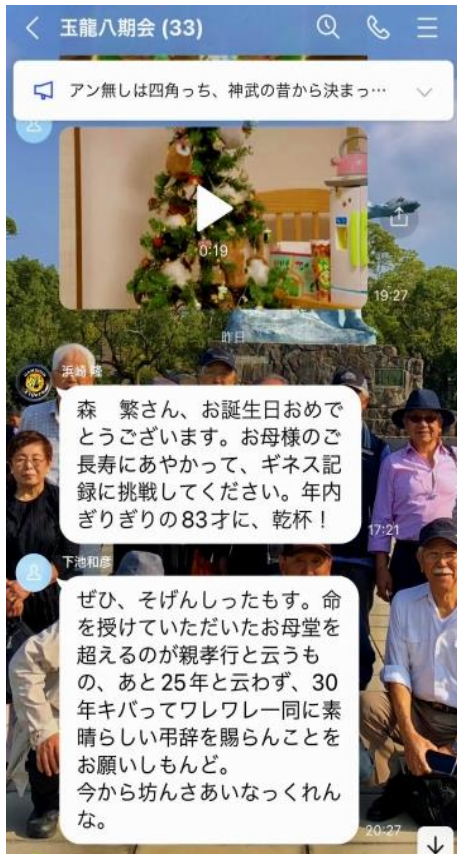 玉龍八期会 (33)
アン無しは四角っち、神武の昔から決まっ…
0:19
19:27
昨日
浜崎 隆
森　繁さん、お誕生日おめで
とうございます。お母様のご
長寿にあやかって、ギネス記
録に挑戦してください。年内
ぎりぎりの83才に、乾杯！
17:21
下池和彦
ぜひ、そげんしったもす。命
を授けていただいたお母堂を
超えるのが親孝行と云うも
の、あと25年と云わず、30
年キバってワレワレ一同に素
晴らしい弔辞を賜らんことを
お願いしもんど。
今から坊んさあいなっくれん
な。
20:27